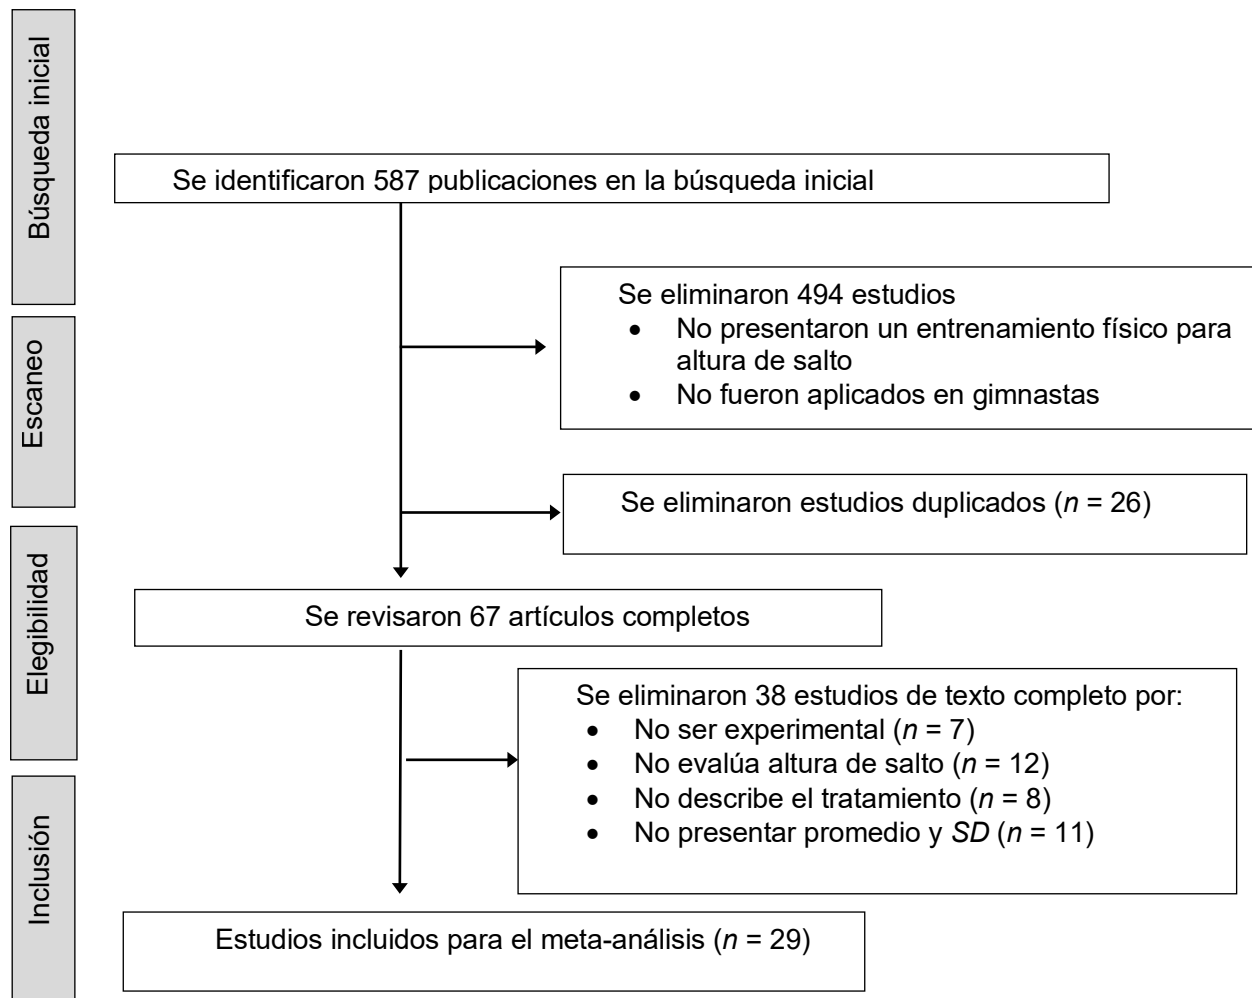 Búsqueda inicial
Se identificaron 587 publicaciones en la búsqueda inicial
Se eliminaron 494 estudios
• No presentaron un entrenamiento físico para
altura de salto
• No fueron aplicados en gimnastas
Escaneo
Se eliminaron estudios duplicados (n = 26)
Elegibilidad
Se revisaron 67 artículos completos
Se eliminaron 38 estudios de texto completo por:
• No ser experimental (n = 7)
• No evalúa altura de salto (n = 12)
• No describe el tratamiento (n = 8)
• No presentar promedio y SD (n = 11)
Inclusión
Estudios incluidos para el meta-análisis (n = 29)